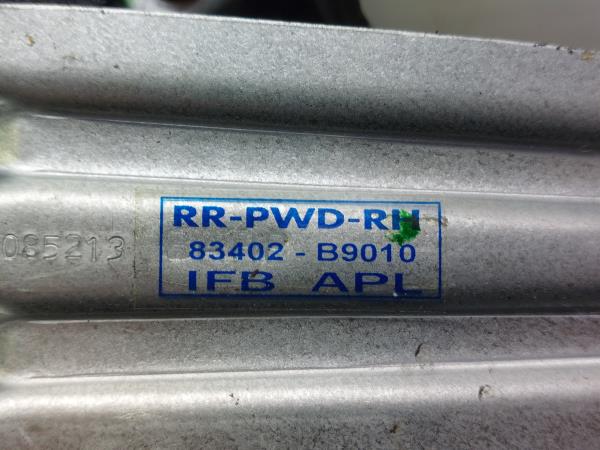 RR-PWD-RH
085213
83402 - B9010
IFB APL